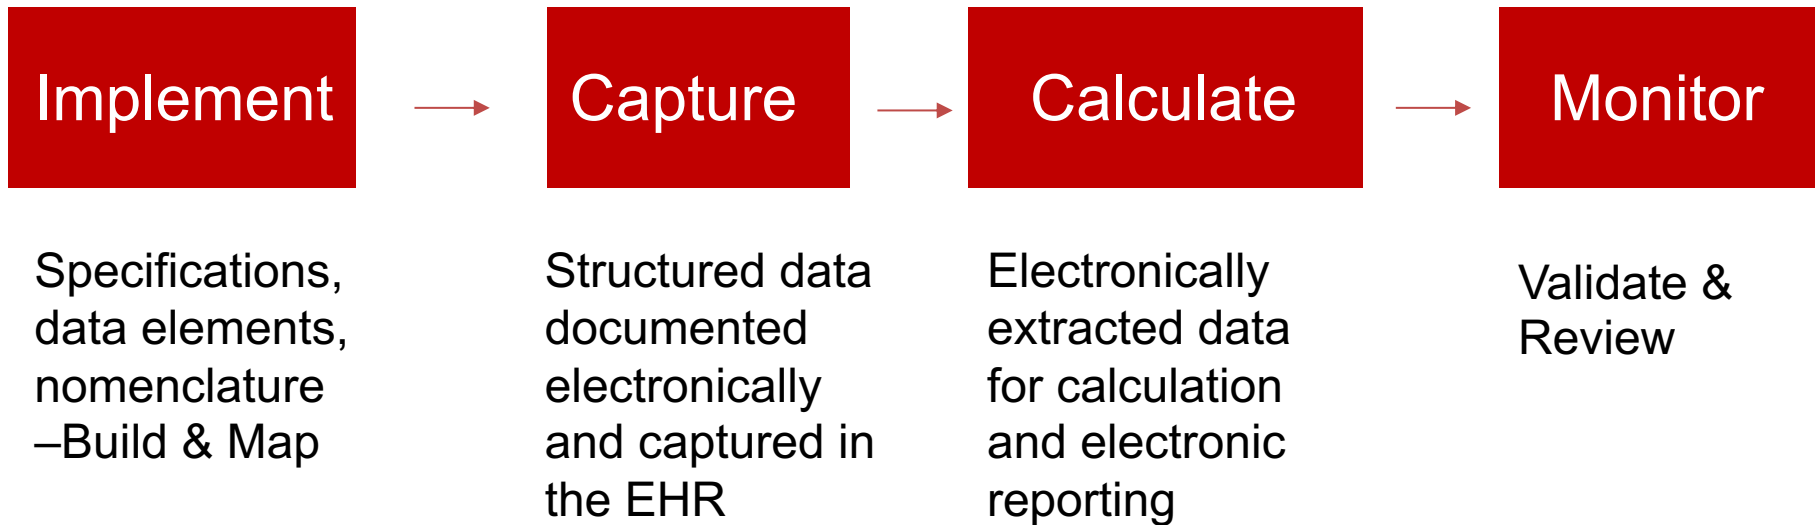 Implement
Capture
Calculate
Monitor
Specifications,
data elements,
nomenclature
–Build & Map
Structured data
documented
electronically
and captured in
the EHR
Electronically
extracted data
for calculation
and electronic
reporting
Validate &
Review